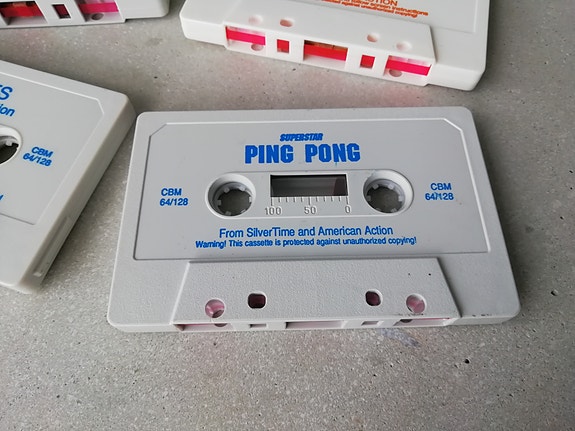 SUPERSTAR
PING PONG
CBM
64/128
CBM
64/128
100 50 0
From SilverTime and American Action
Warning! This cassette is protected against unauthorized copying!
CBM
64/128